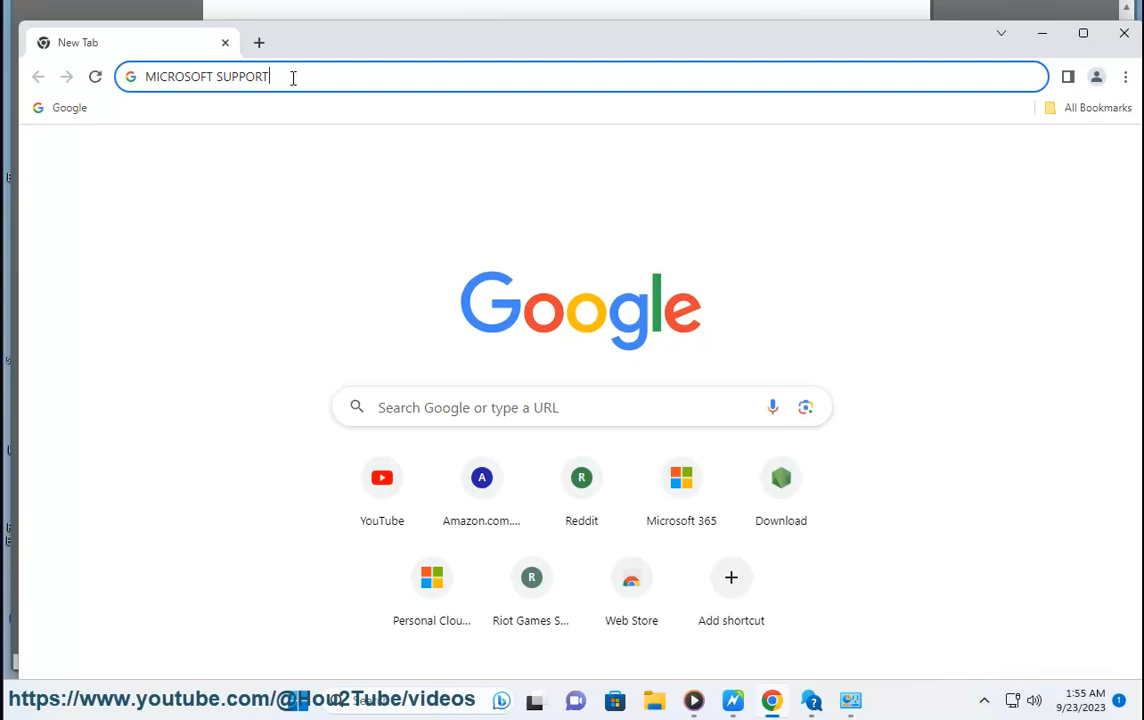 New Tab
MICROSOFT SUPPORT
Google
All Bookmarks
Google
Search Google or type a URL
YouTube
A
Amazon.com....
R
Reddit
Microsoft 365
Download
Personal Clou...
R
Riot Games S...
Web Store
Add shortcut
https://www.youtube.com/@Hou2Tube/videos
1:55 AM
9/23/2023
1